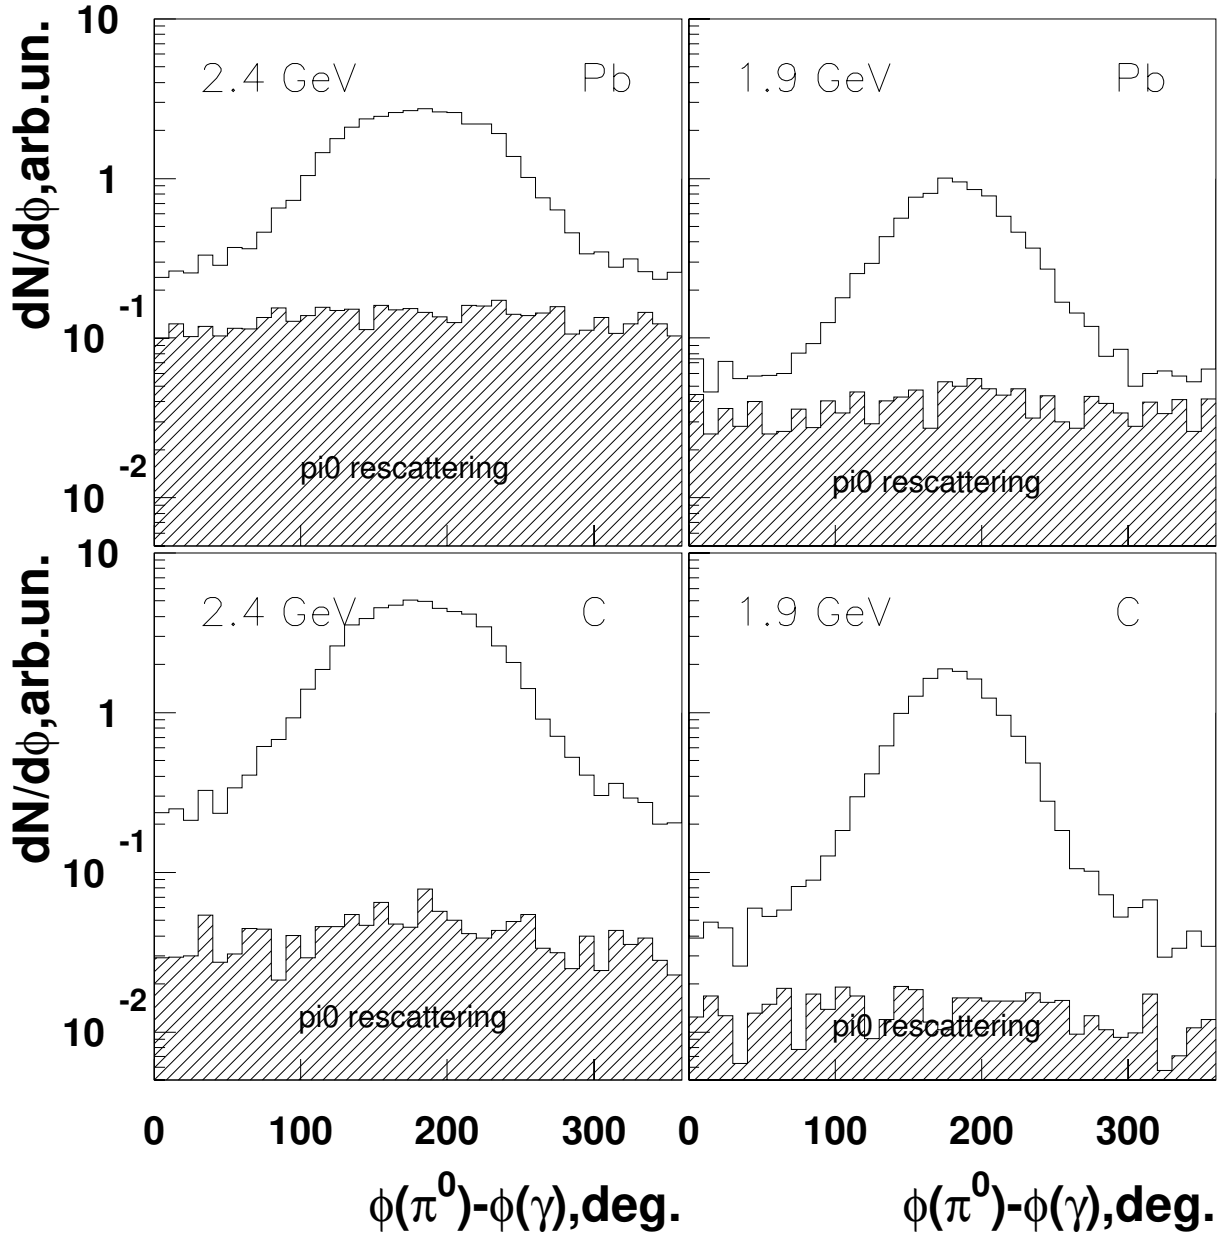 10
1
10^-1
10^-2
dN/dϕ,arb.un.
2.4 GeV Pb
pi0 rescattering
1.9 GeV Pb
pi0 rescattering
10
1
10^-1
10^-2
dN/dϕ,arb.un.
2.4 GeV C
pi0 rescattering
1.9 GeV C
pi0 rescattering
0 100 200 300
0 100 200 300
ϕ(π^0)-ϕ(γ),deg.
ϕ(π^0)-ϕ(γ),deg.